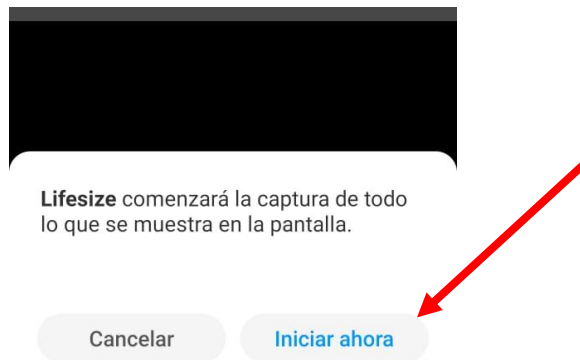 Lifesize comenzará la captura de todo
lo que se muestra en la pantalla.
Cancelar
Iniciar ahora